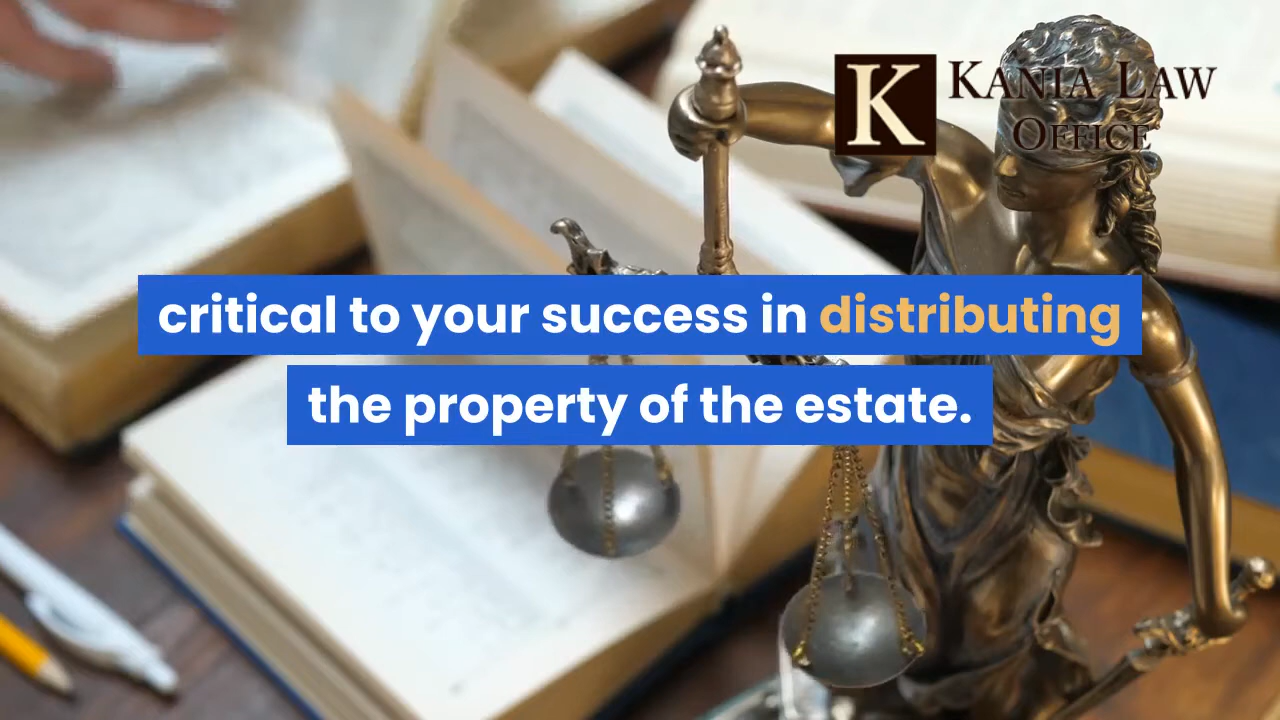 K
KANIA LAW
OFFICE
critical to your success in distributing
the property of the estate.